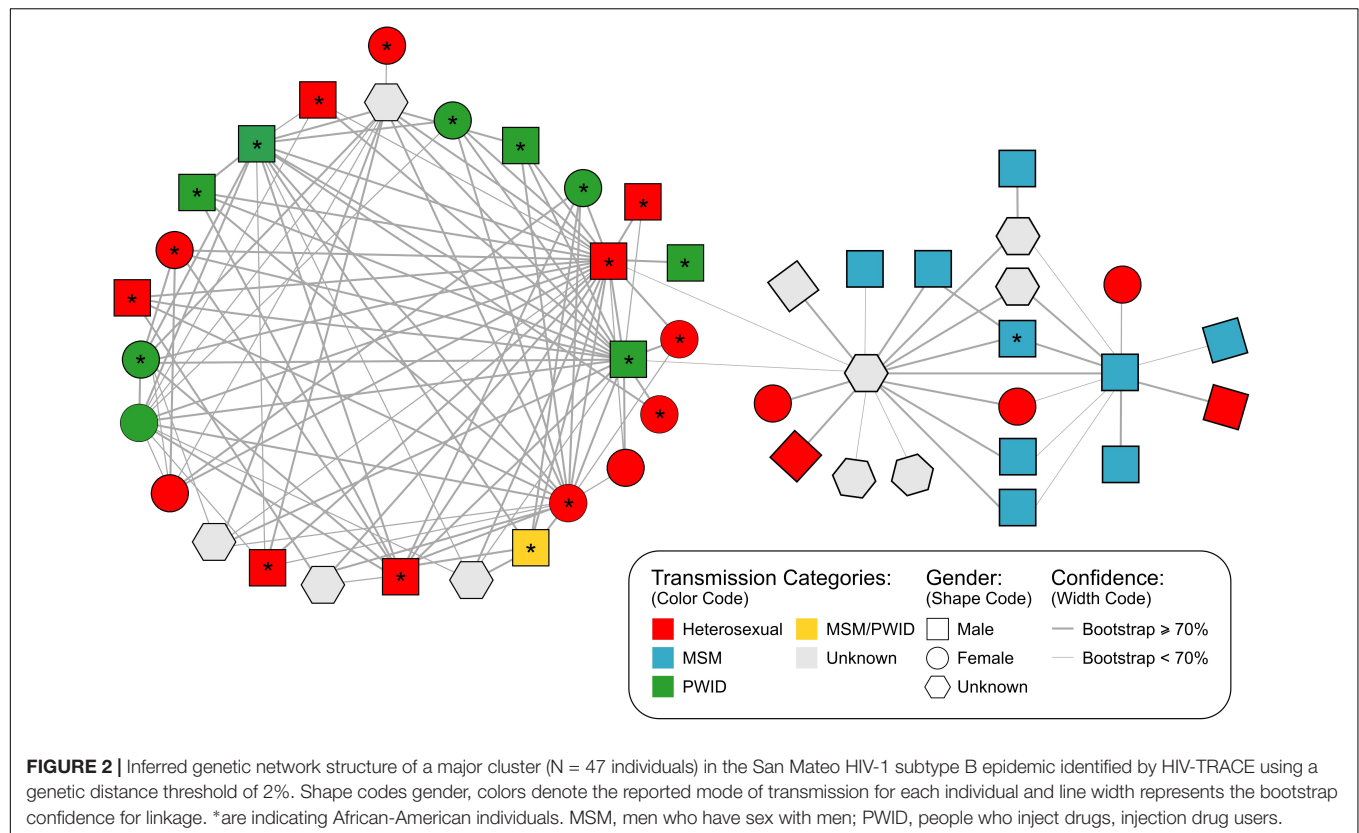 Transmission Categories:
(Color Code)
Heterosexual
MSM
PWID
MSM/PWID
Unknown
Gender:
(Shape Code)
Male
Female
Unknown
Confidence:
(Width Code)
Bootstrap ⩾ 70%
Bootstrap < 70%
FIGURE 2 | Inferred genetic network structure of a major cluster (N = 47 individuals) in the San Mateo HIV-1 subtype B epidemic identified by HIV-TRACE using a
genetic distance threshold of 2%. Shape codes gender, colors denote the reported mode of transmission for each individual and line width represents the bootstrap
confidence for linkage. *are indicating African-American individuals. MSM, men who have sex with men; PWID, people who inject drugs, injection drug users.